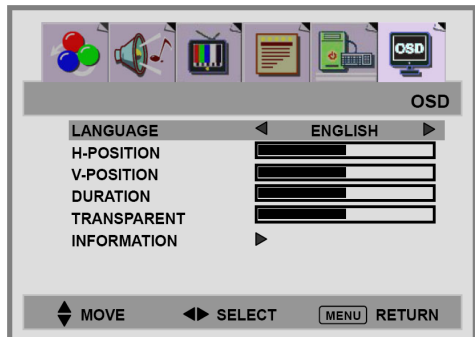 OSD
OSD
LANGUAGE ENGLISH
H-POSITION
V-POSITION
DURATION
TRANSPARENT
INFORMATION
MOVE SELECT MENU RETURN